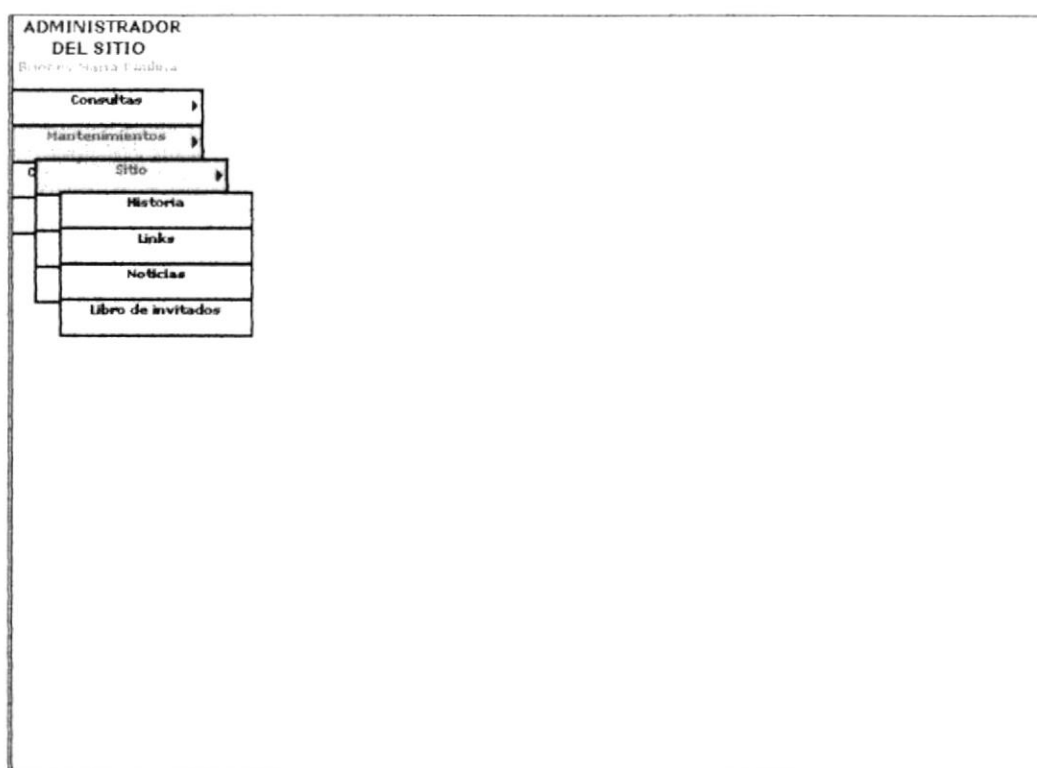 ADMINISTRADOR
DEL SITIO
Consultas
Mantenimientos
Sitio
Historia
Links
Noticias
Libro de invitados